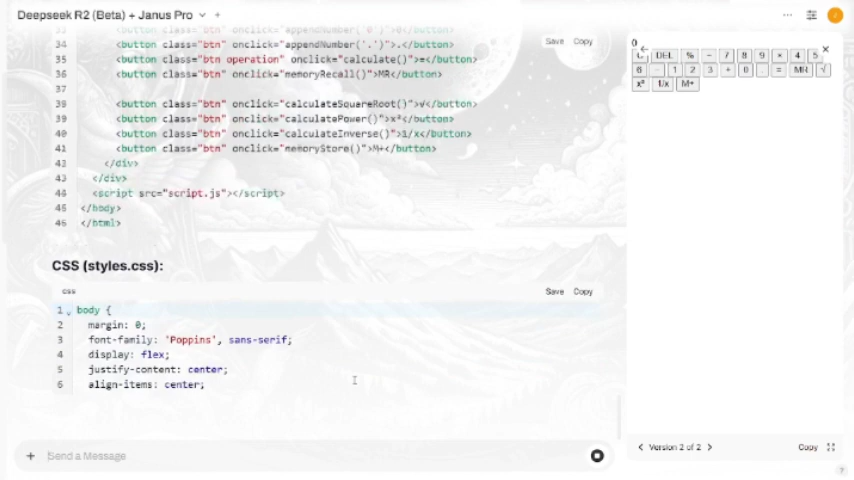 Deepseek R2 (Beta) + Janus Pro
34 <button class="btn" onclick="appendNumber('.')">.</button>
Save Copy
35 <button class="btn operation" onclick="calculate()">=</button>
36 <button class="btn" onclick="memoryRecall()">MR</button>
37
38 <button class="btn" onclick="calculateSquareRoot()">√</button>
39 <button class="btn" onclick="calculatePower()">x²</button>
40 <button class="btn" onclick="calculateInverse()">1/x</button>
41 <button class="btn" onclick="memoryStore()">M+</button>
42 </div>
43 </div>
44 <script src="script.js"></script>
45 </body>
46 </html>
CSS (styles.css):
css
Save Copy
1 body {
2 margin: 0;
3 font-family: 'Poppins', sans-serif;
4 display: flex;
5 justify-content: center;
6 align-items: center;
+ Send a Message
0
C DEL % − 7 8 9 × 4 5
6 − 1 2 3 + 0 . = MR √
x² 1/x M+
Version 2 of 2
Copy
?